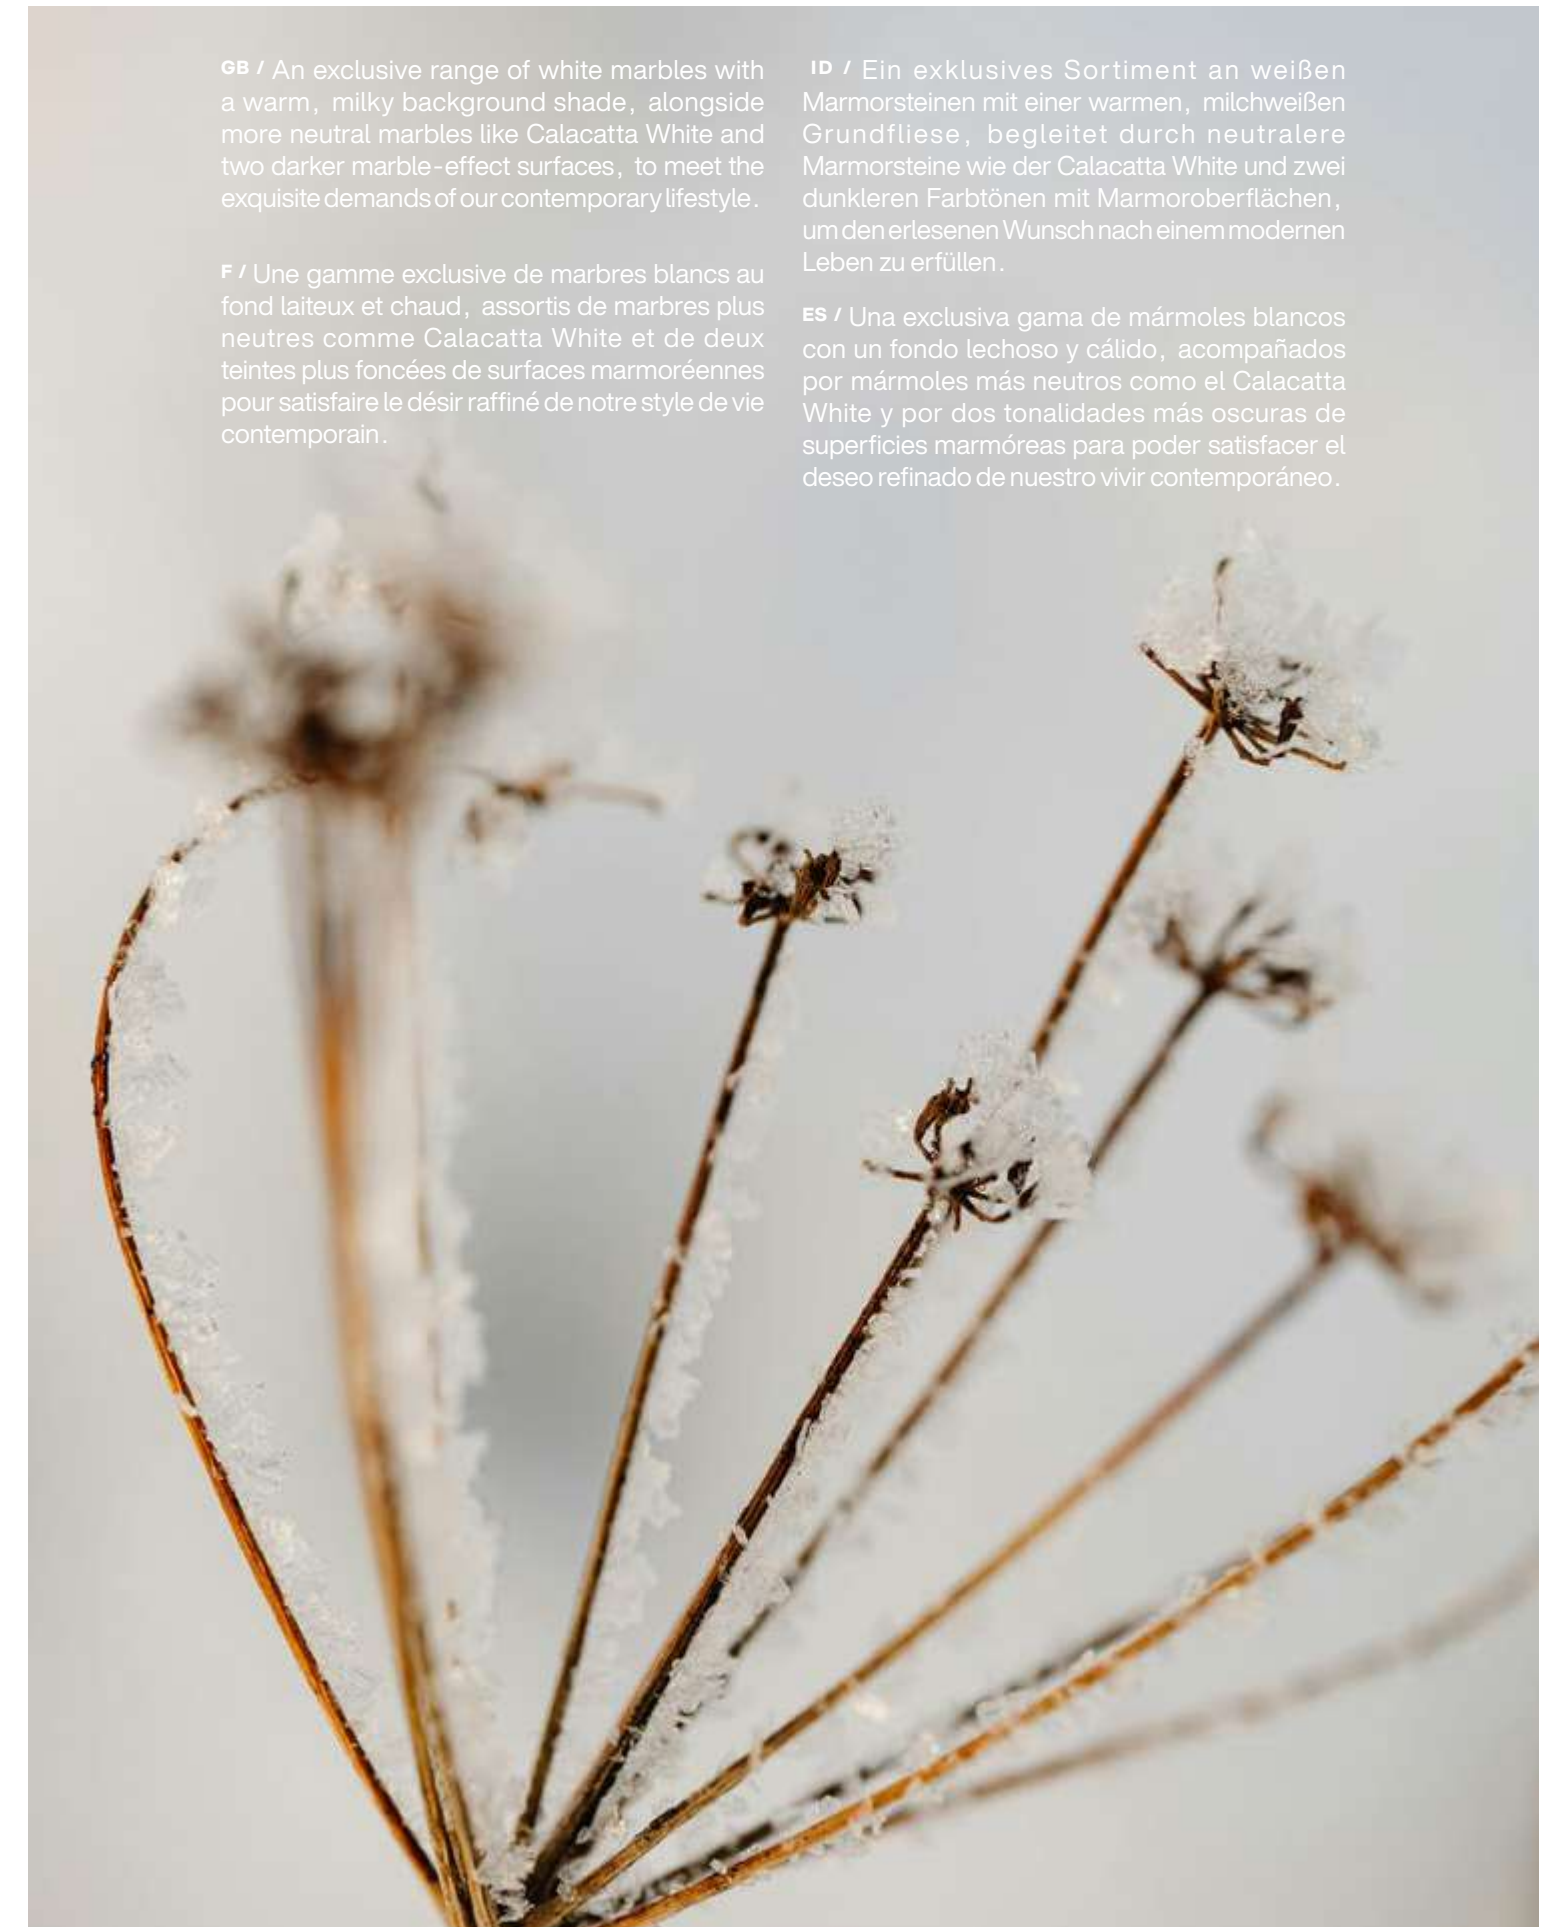 GB / An exclusive range of white marbles with
a warm, milky background shade, alongside
more neutral marbles like Calacatta White and
two darker marble-effect surfaces, to meet the
exquisite demands of our contemporary lifestyle.
F / Une gamme exclusive de marbres blancs au
fond laiteux et chaud, assortis de marbres plus
neutres comme Calacatta White et de deux
teintes plus foncées de surfaces marmoréennes
pour satisfaire le désir raffiné de notre style de vie
contemporain.
ID / Ein exklusives Sortiment an weißen
Marmorsteinen mit einer warmen, milchweißen
Grundfliese, begleitet durch neutralere
Marmorsteine wie der Calacatta White und zwei
dunkleren Farbtönen mit Marmoroberflächen,
um den erlesenen Wunsch nach einem modernen
Leben zu erfüllen.
ES / Una exclusiva gama de mármoles blancos
con un fondo lechoso y cálido, acompañados
por mármoles más neutros como el Calacatta
White y por dos tonalidades más oscuras de
superficies marmóreas para poder satisfacer el
deseo refinado de nuestro vivir contemporáneo.